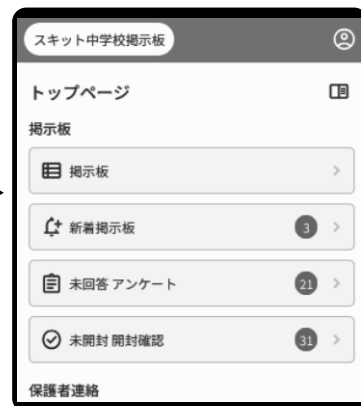 スキット中学校掲示板
トップページ
掲示板
掲示板
新着掲示板 3
未回答 アンケート 21
未開封 開封確認 31
保護者連絡